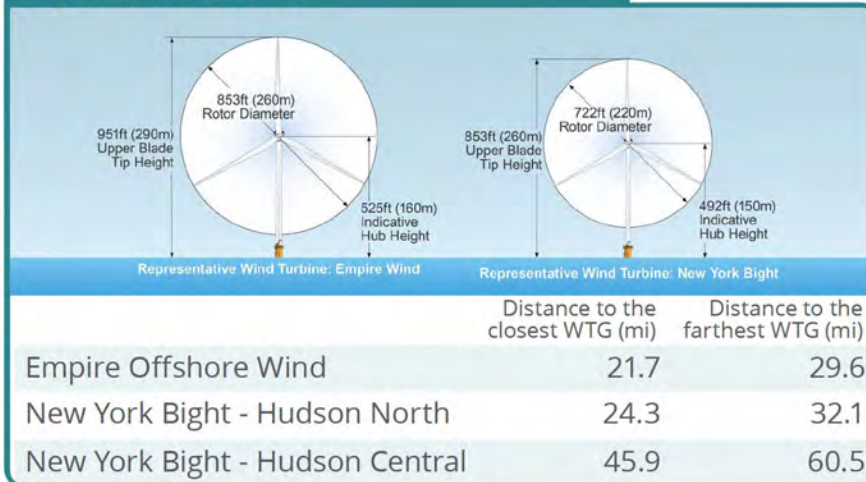 853ft (260m)
Rotor Diameter
951ft (290m)
Upper Blade
Tip Height
525ft (160m)
Indicative
Hub Height
Representative Wind Turbine: Empire Wind
722ft (220m)
Rotor Diameter
853ft (260m)
Upper Blade
Tip Height
492ft (150m)
Indicative
Hub Height
Representative Wind Turbine: New York Bight
Distance to the closest WTG (mi)
Distance to the farthest WTG (mi)
Empire Offshore Wind 21.7 29.6
New York Bight - Hudson North 24.3 32.1
New York Bight - Hudson Central 45.9 60.5